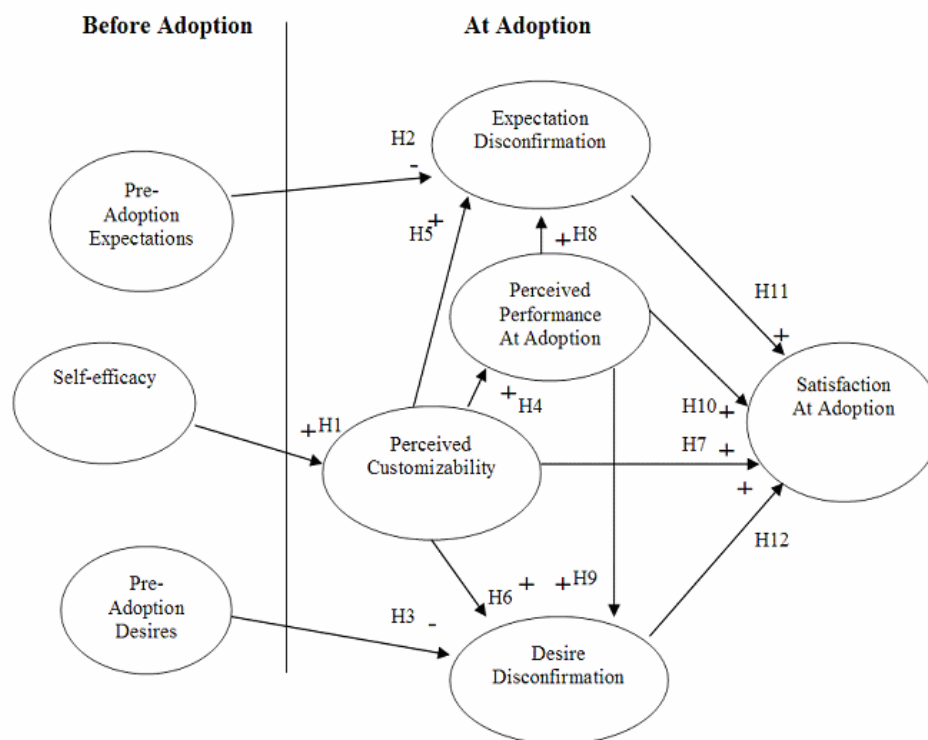 Before Adoption
At Adoption
Expectation
Disconfirmation
H2
-
Pre-
Adoption
Expectations
H5
+
+
H8
Perceived
Performance
At Adoption
H11
+
Self-efficacy
Satisfaction
At Adoption
+
H4
H10
+
+
H1
Perceived
Customizability
H7
+
+
H12
Pre-
Adoption
Desires
H6
+
+
H9
H3
-
Desire
Disconfirmation